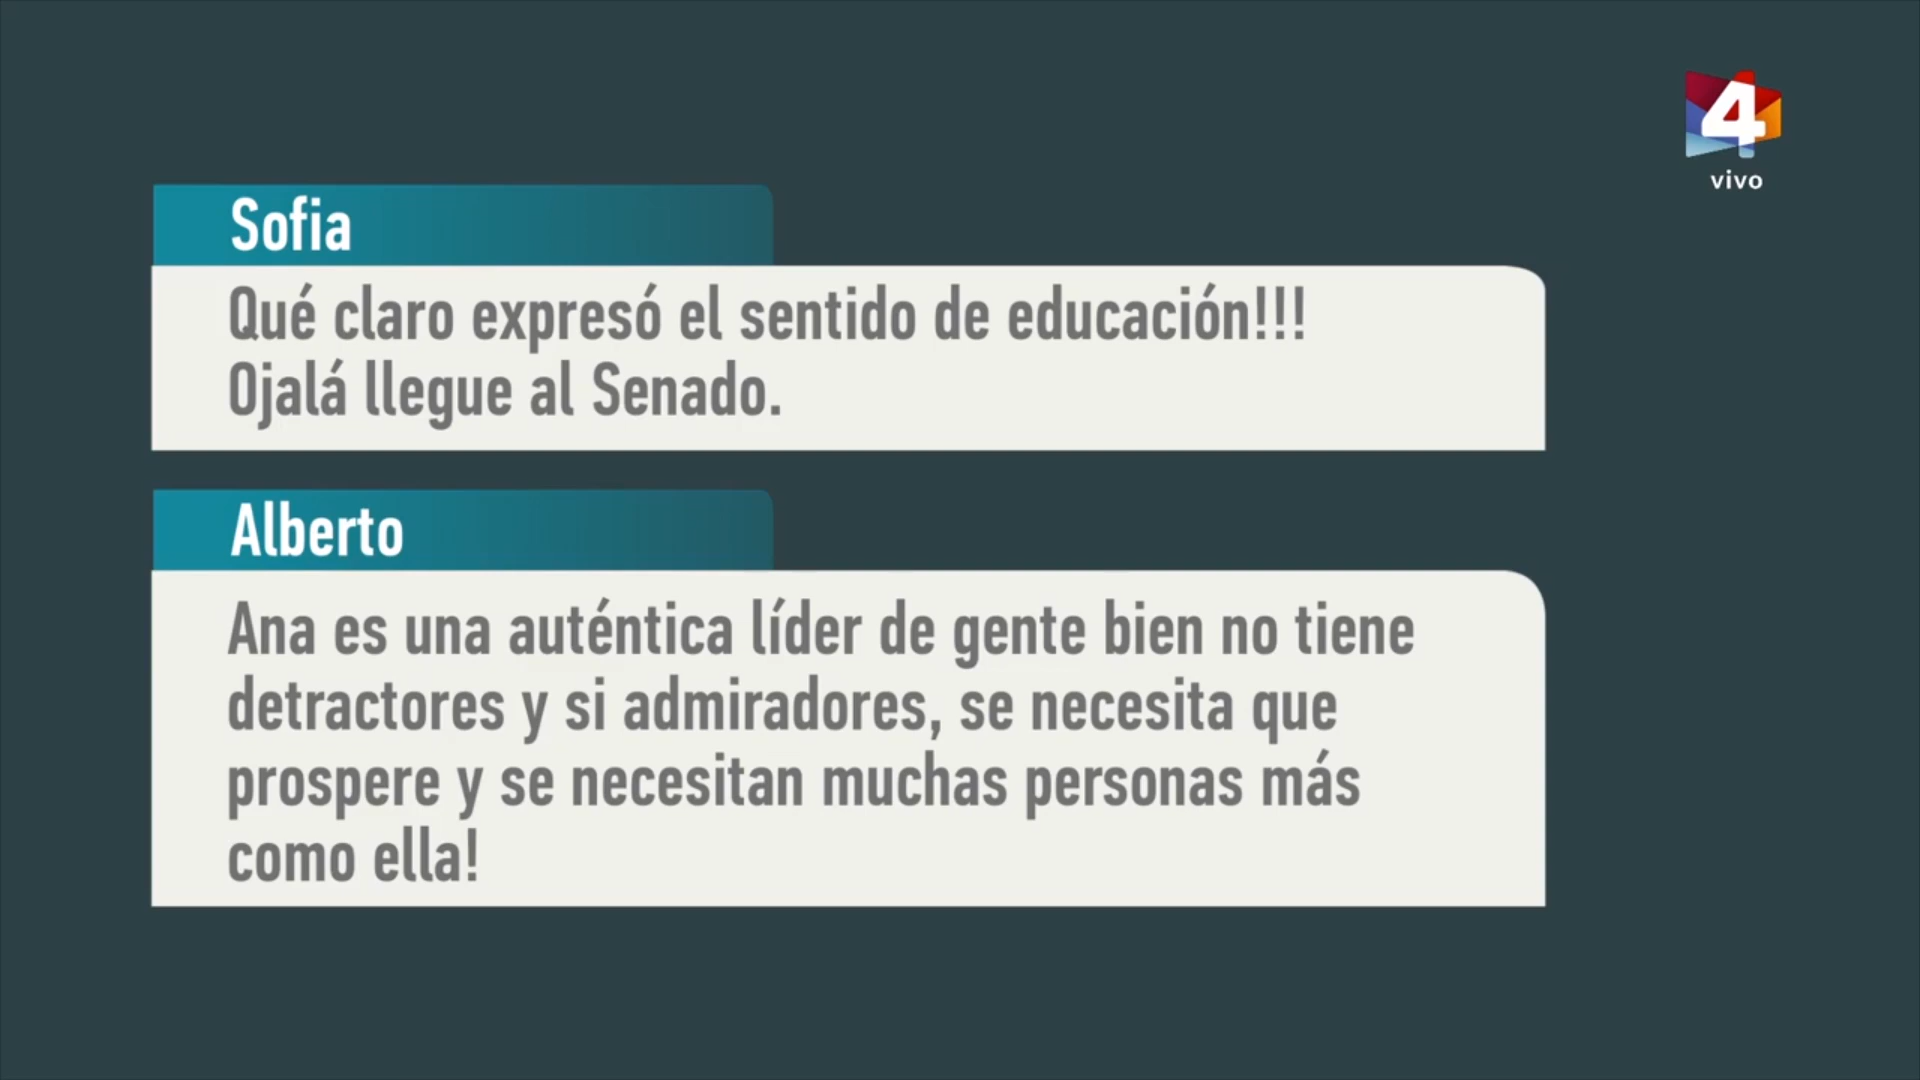 4
vivo
Sofia
Qué claro expresó el sentido de educación!!!
Ojalá llegue al Senado.
Alberto
Ana es una auténtica líder de gente bien no tiene
detractores y si admiradores, se necesita que
prospere y se necesitan muchas personas más
como ella!